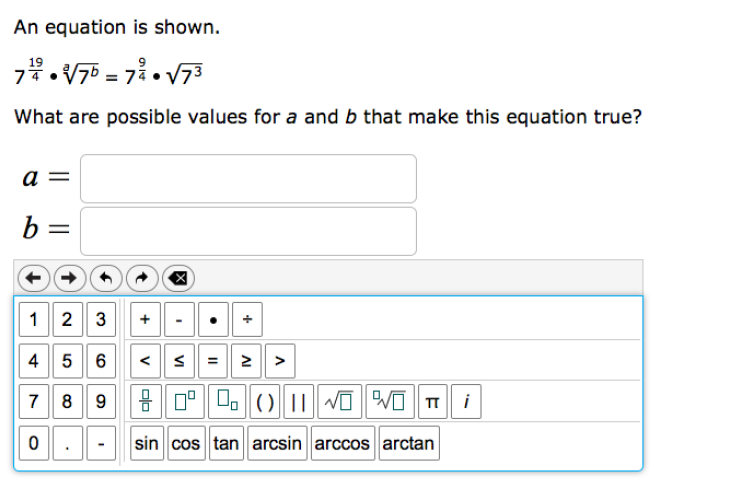 An equation is shown.
7^{19/4} • \sqrt[a]{7^b} = 7^{9/4} • √7³
What are possible values for a and b that make this equation true?
a =
b =
1 2 3 + - • ÷
4 5 6 < ≤ = ≥ >
7 8 9 () || √ √ π i
0 . - sin cos tan arcsin arccos arctan